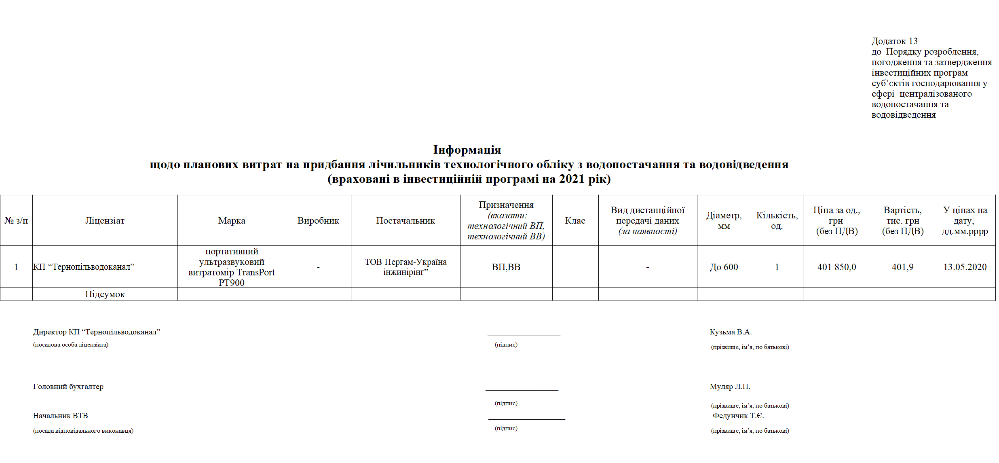 Додаток 13
до  Порядку розроблення,
погодження та затвердження
інвестиційних програм
суб’єктів господарювання у
сфері  централізованого
водопостачання та
водовідведення
Інформація
щодо планових витрат на придбання лічильників технологічного обліку з водопостачання та водовідведення
(враховані в інвестиційній програмі на 2021 рік)
№ з/п
Ліцензіат
Марка
Виробник
Постачальник
Призначення
(вказати:
технологічний ВП,
технологічний ВВ)
Клас
Вид дистанційної
передачі даних
(за наявності)
Діаметр,
мм
Кількість,
од.
Ціна за од.,
грн
(без ПДВ)
Вартість,
тис. грн
(без ПДВ)
У цінах на
дату,
дд.мм.рррр
1
КП “Тернопільводоканал”
портативний
ультразвуковий
витратомір TransPort
PT900
-
ТОВ Пергам-Україна
інжинірінг”
ВП,ВВ
-
До 600
1
401 850,0
401,9
13.05.2020
Підсумок
Директор КП “Тернопільводоканал”
Кузьма В.А.
(посадова особа ліцензіата)
(підпис)
(прізвище, ім’я, по батькові)
Головний бухгалтер
Муляр Л.П.
(підпис)
(прізвище, ім’я, по батькові)
Начальник ВТВ
Федунчик Т.Є.
(посада відповідального виконавця)
(підпис)
(прізвище, ім’я, по батькові)